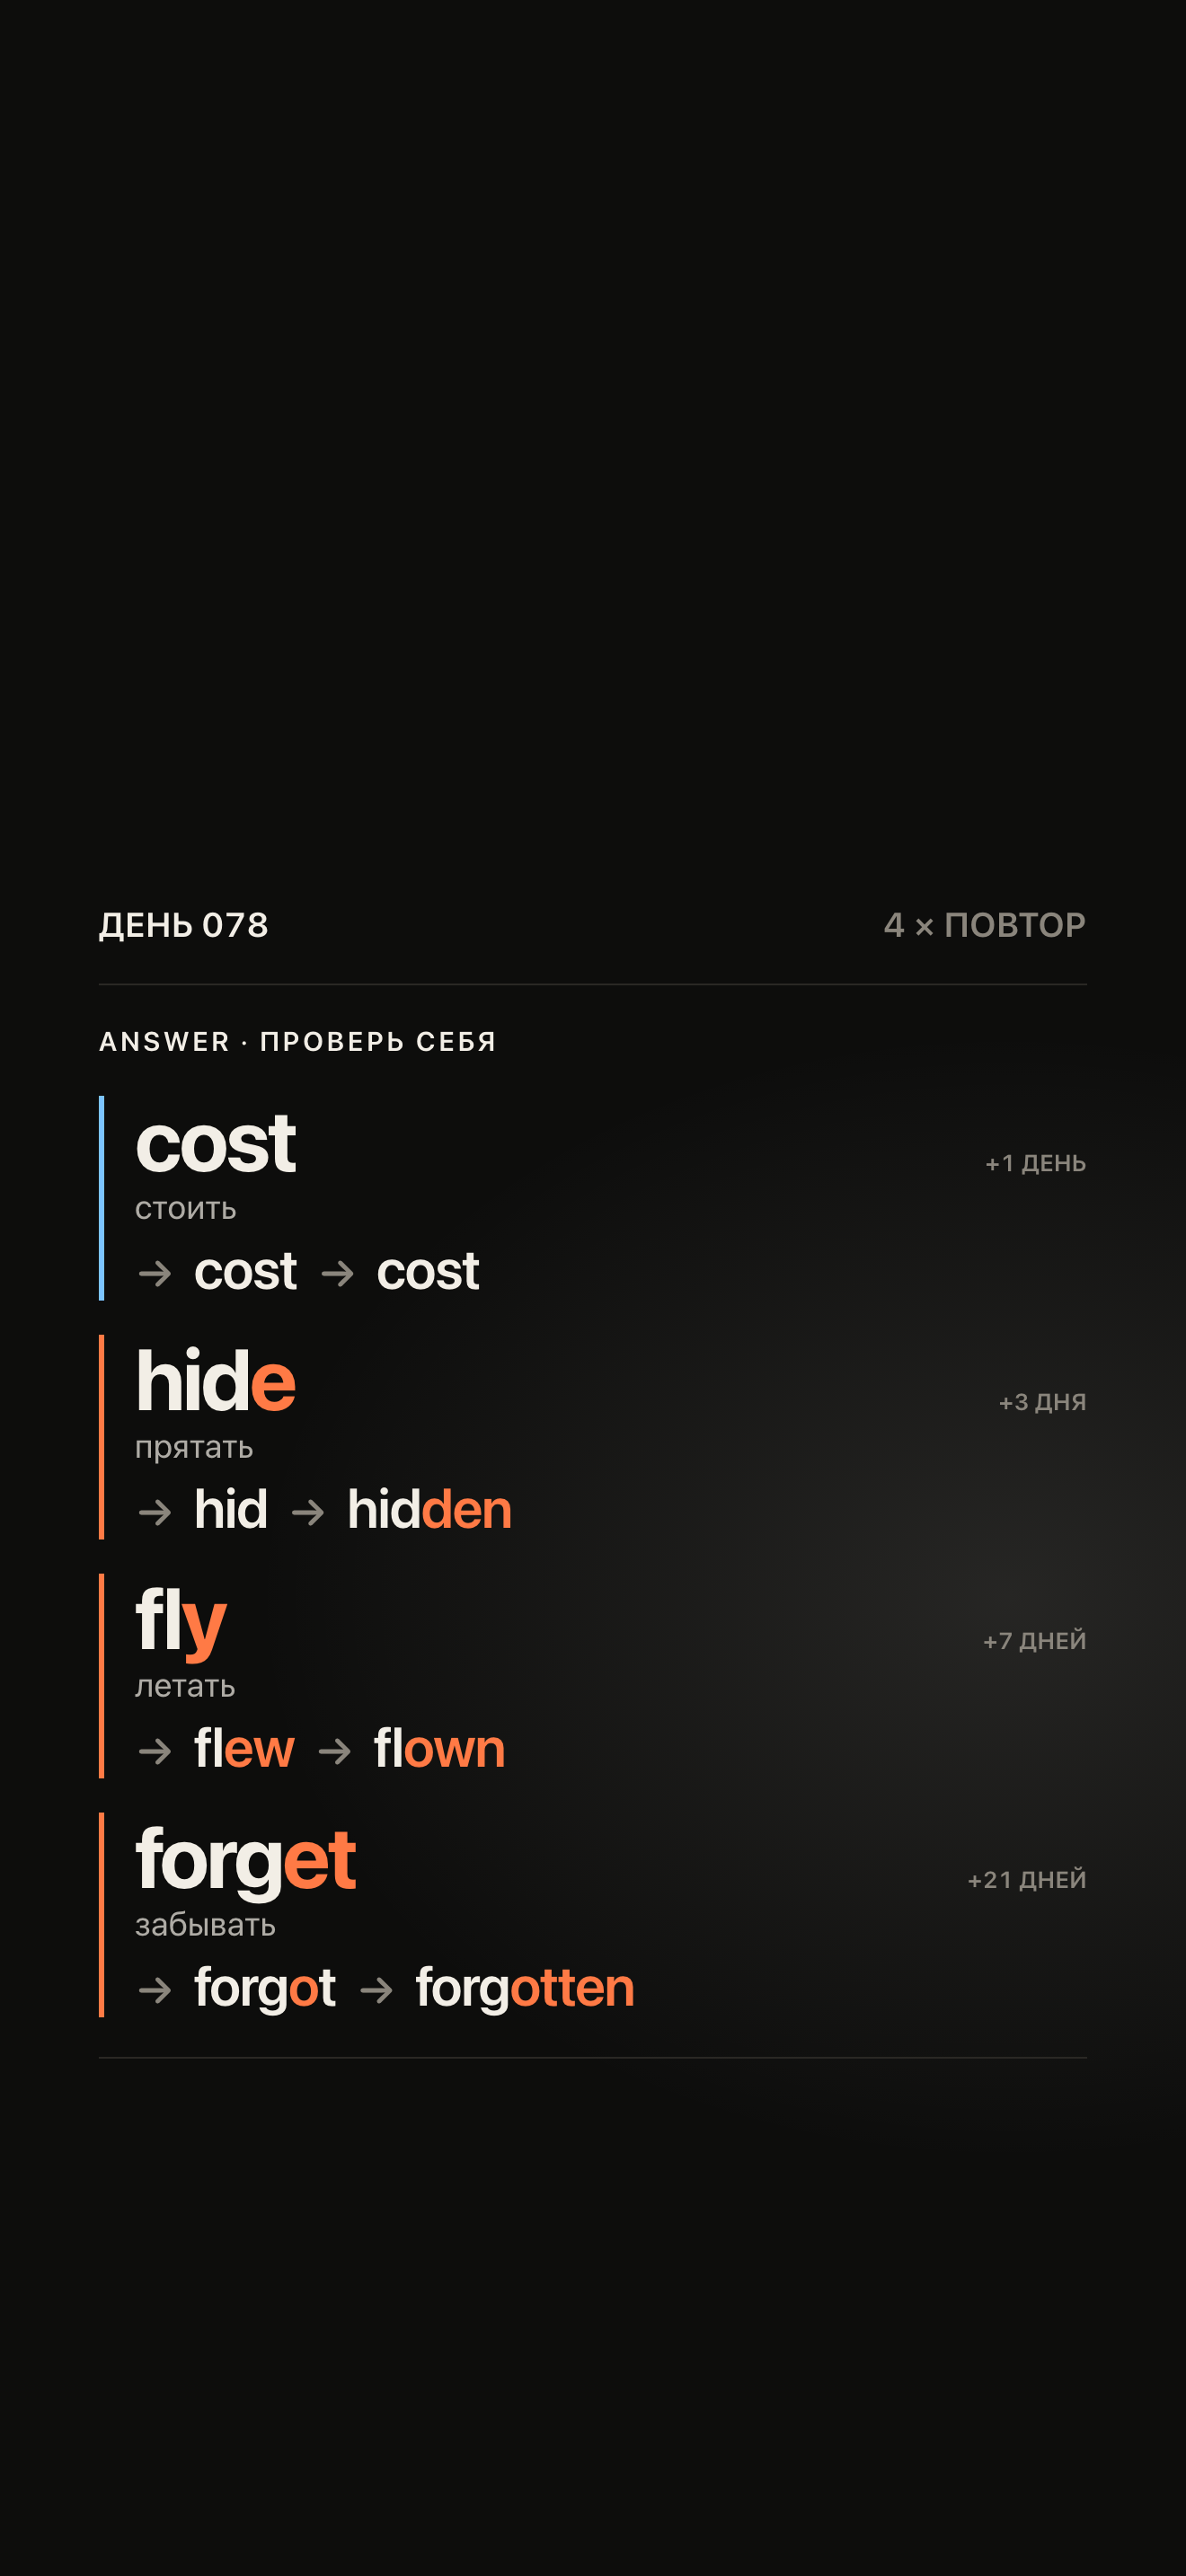 ДЕНЬ 078
4 × ПОВТОР
ANSWER · ПРОВЕРЬ СЕБЯ
cost
+1 ДЕНЬ
стоить
→ cost → cost
hide
+3 ДНЯ
прятать
→ hid → hidden
fly
+7 ДНЕЙ
летать
→ flew → flown
forget
+21 ДНЕЙ
забывать
→ forgot → forgotten